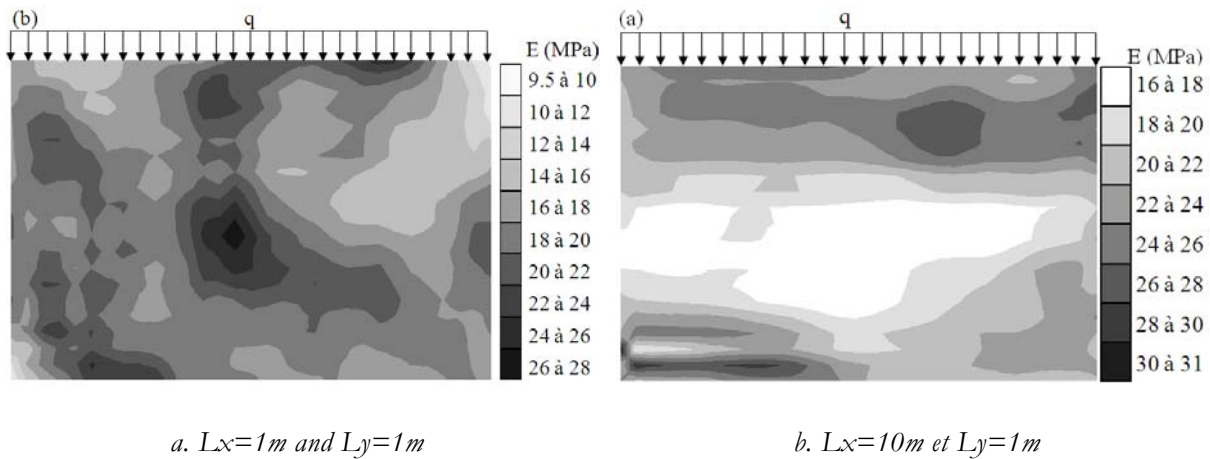 (b)
q
E (MPa)
9.5 à 10
10 à 12
12 à 14
14 à 16
16 à 18
18 à 20
20 à 22
22 à 24
24 à 26
26 à 28
(a)
q
E (MPa)
16 à 18
18 à 20
20 à 22
22 à 24
24 à 26
26 à 28
28 à 30
30 à 31
a. Lx=1m and Ly=1m
b. Lx=10m et Ly=1m